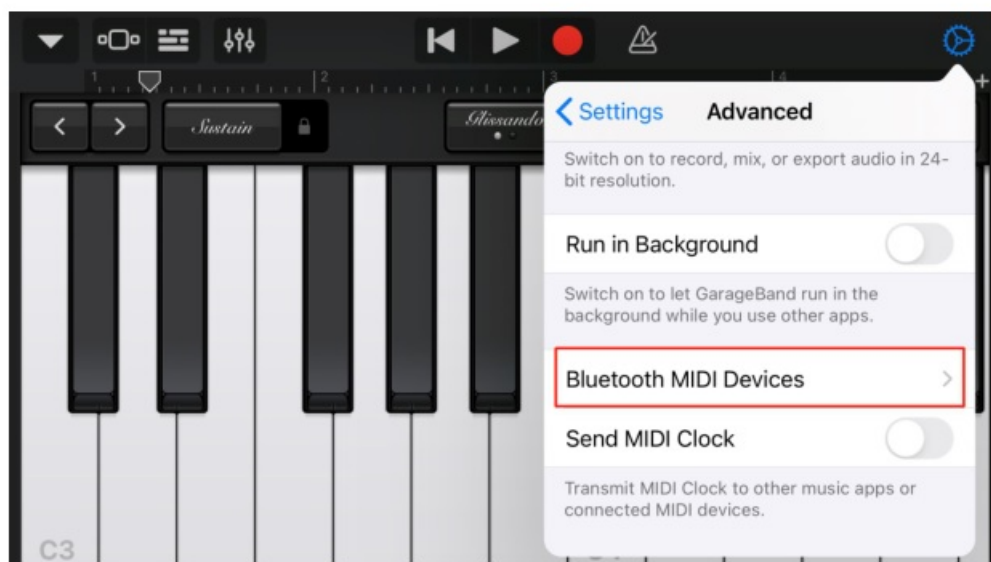 1 2 3 4
Sustain
Glissando
Settings Advanced
Switch on to record, mix, or export audio in 24-
bit resolution.
Run in Background
Switch on to let GarageBand run in the
background while you use other apps.
Bluetooth MIDI Devices
Send MIDI Clock
Transmit MIDI Clock to other music apps or
connected MIDI devices.
C3